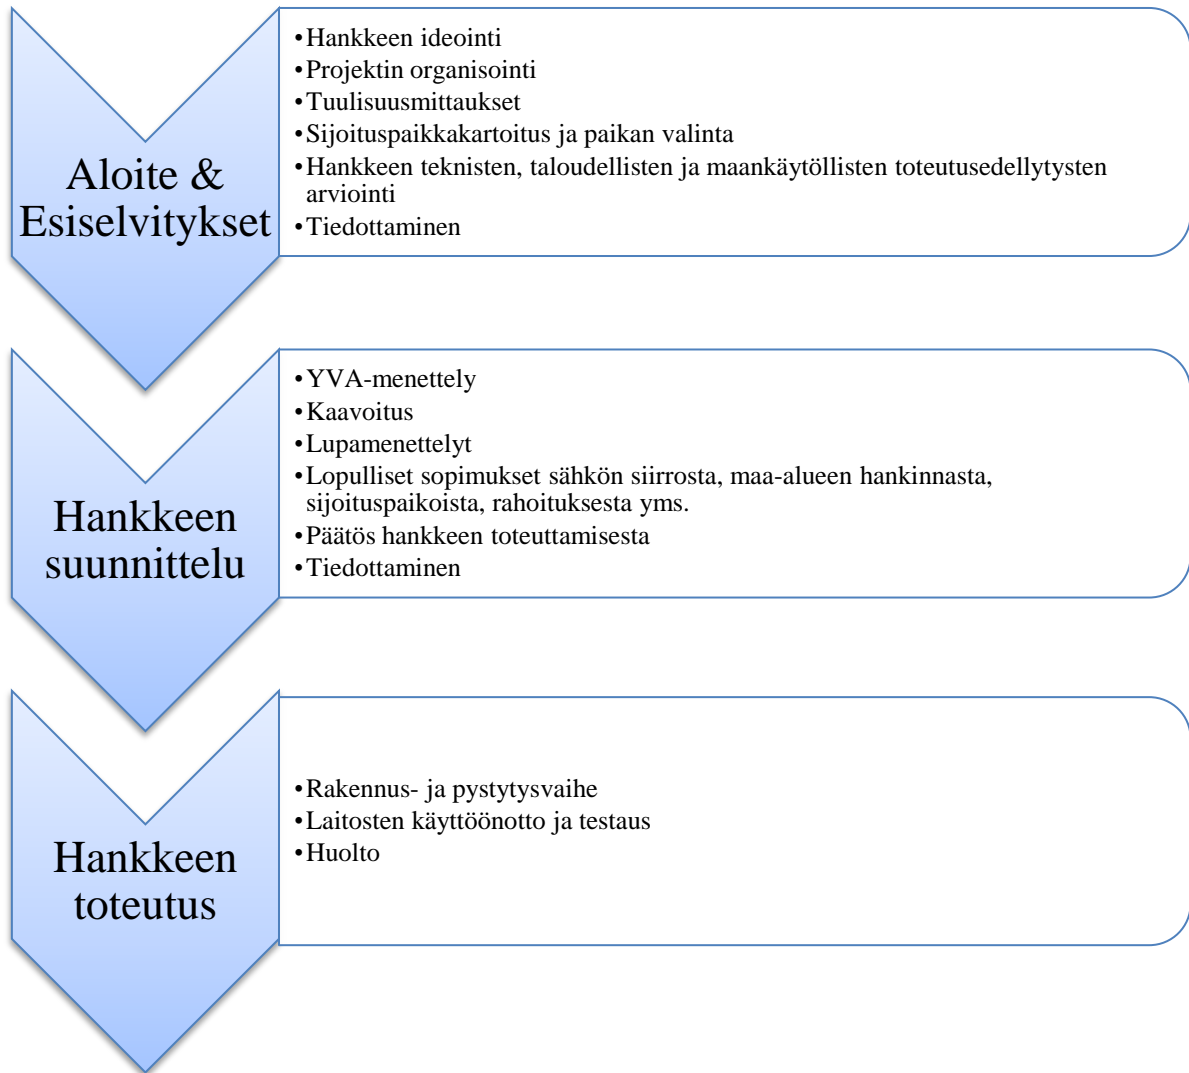 Aloite &
Esiselvitykset
•Hankkeen ideointi
•Projektin organisointi
•Tuulisuusmittaukset
•Sijoituspaikkakartoitus ja paikan valinta
•Hankkeen teknisten, taloudellisten ja maankäytöllisten toteutusedellytysten
arviointi
•Tiedottaminen
Hankkeen
suunnittelu
•YVA-menettely
•Kaavoitus
•Lupamenettelyt
•Lopulliset sopimukset sähkön siirrosta, maa-alueen hankinnasta,
sijoituspaikoista, rahoituksesta yms.
•Päätös hankkeen toteuttamisesta
•Tiedottaminen
Hankkeen
toteutus
•Rakennus- ja pystytysvaihe
•Laitosten käyttöönotto ja testaus
•Huolto